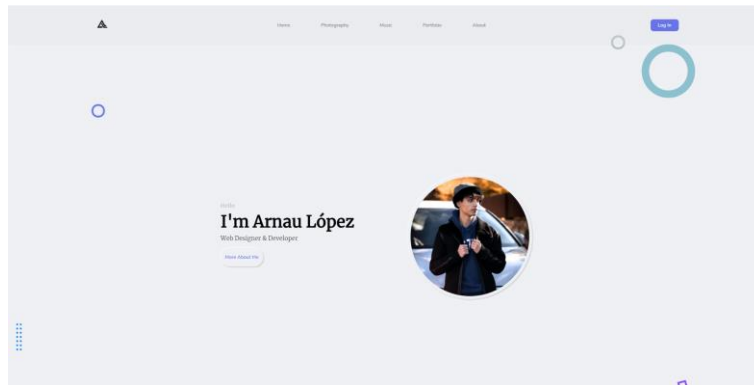 Home Photography Music Portfolio About Log In
Hello
I'm Arnau López
Web Designer & Developer
More About Me